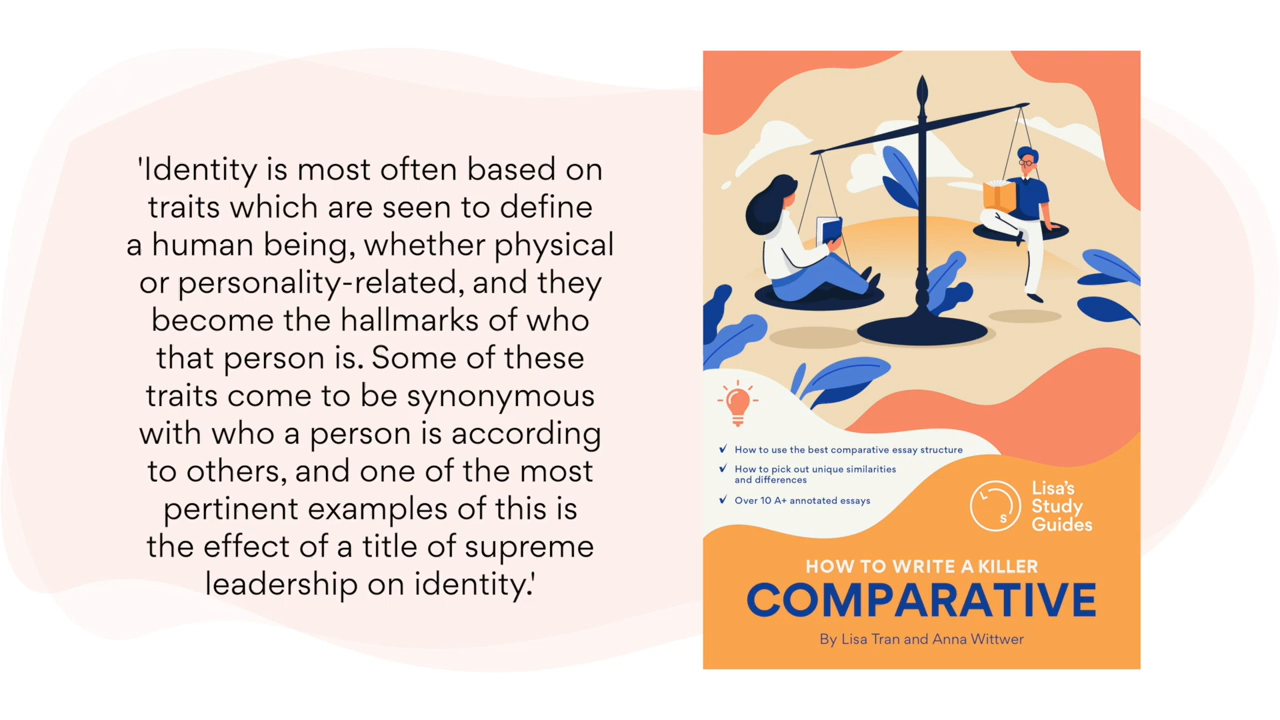 'Identity is most often based on
traits which are seen to define
a human being, whether physical
or personality-related, and they
become the hallmarks of who
that person is. Some of these
traits come to be synonymous
with who a person is according
to others, and one of the most
pertinent examples of this is
the effect of a title of supreme
leadership on identity.'
✓ How to use the best comparative essay structure
✓ How to pick out unique similarities
and differences
✓ Over 10 A+ annotated essays
L S
Lisa's
Study
Guides
HOW TO WRITE A KILLER
COMPARATIVE
By Lisa Tran and Anna Wittwer